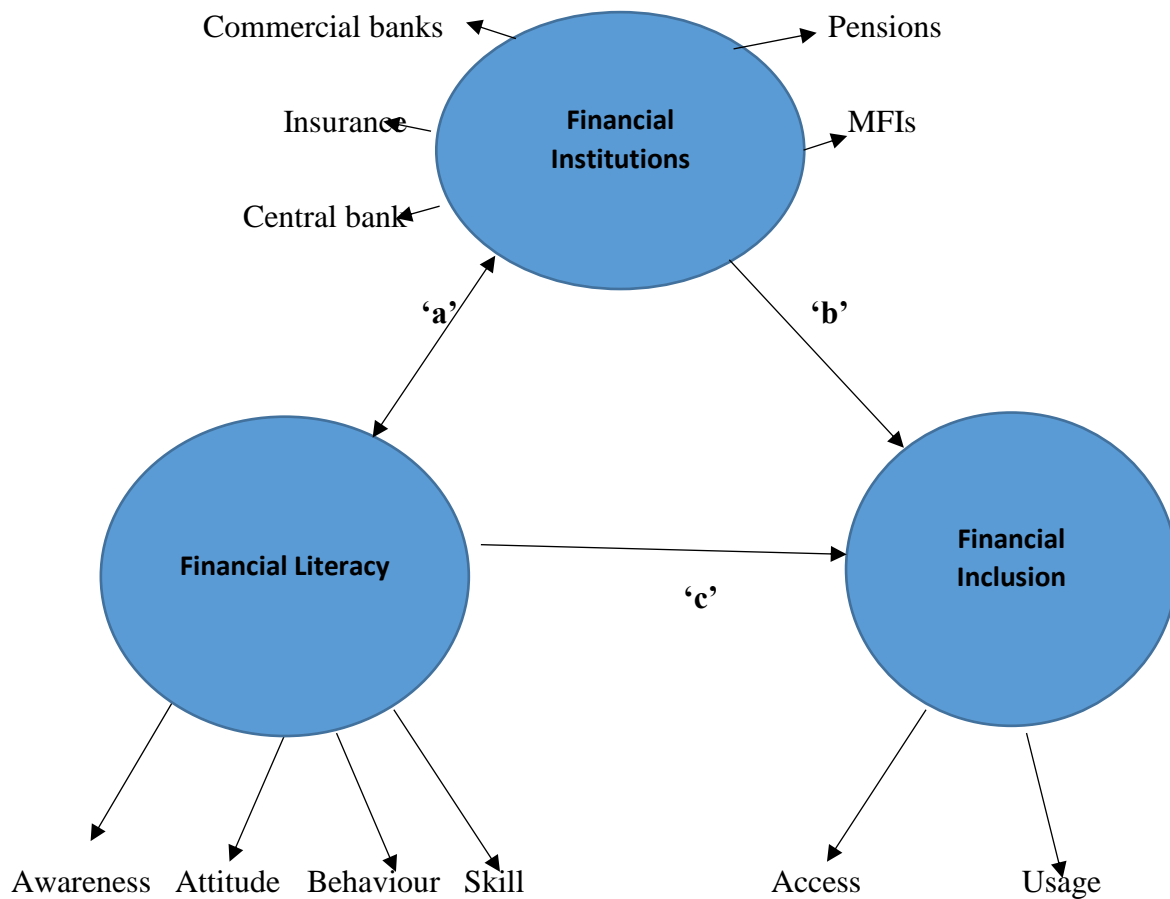 Commercial banks
Pensions
Financial
Institutions
Insurance
MFIs
Central bank
‘a’
‘b’
Financial Literacy
Financial
Inclusion
‘c’
Awareness
Attitude
Behaviour
Skill
Access
Usage